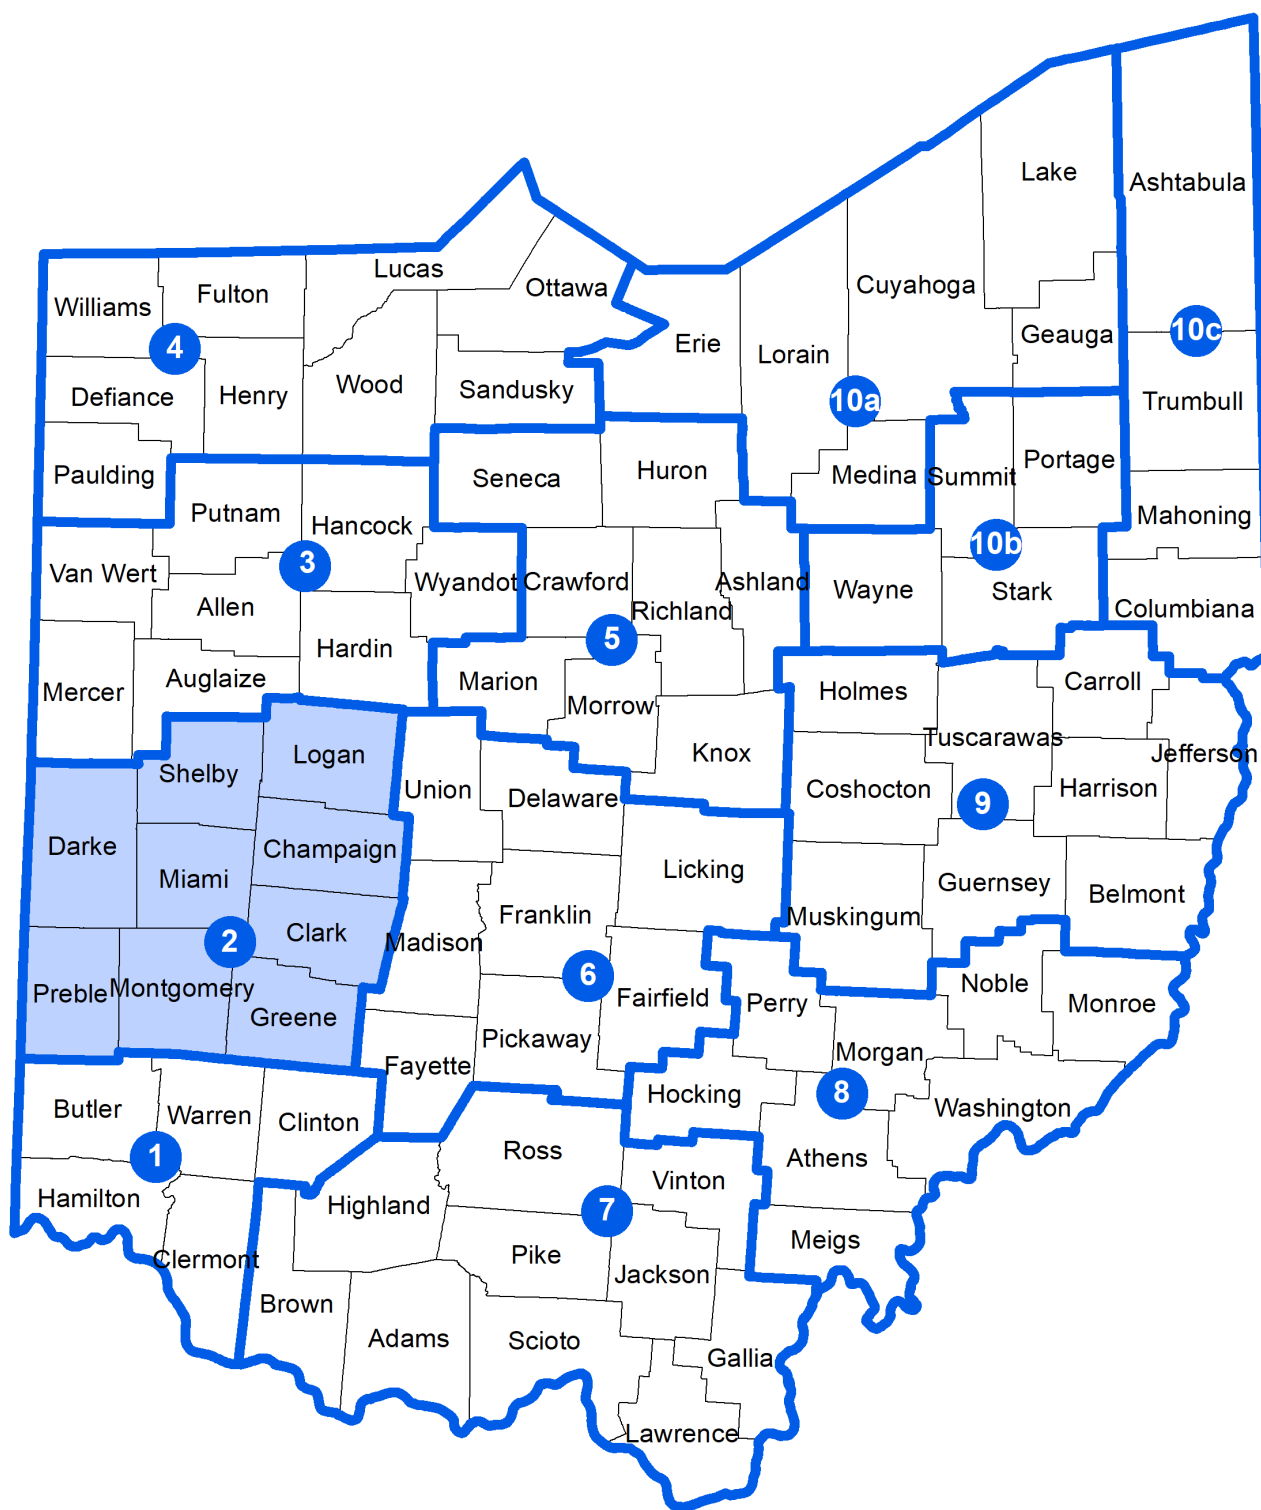 Lake
Ashtabula
Lucas
Ottawa
Cuyahoga
Williams
Fulton
10c
Geauga
4
Erie
Lorain
Defiance
Henry
Wood
Sandusky
10a
Trumbull
Paulding
Seneca
Huron
Medina
Summit
Portage
Putnam
Hancock
Mahoning
10b
3
Van Wert
Wyandot
Crawford
Ashland
Wayne
Stark
Allen
Richland
Columbiana
5
Hardin
Auglaize
Marion
Mercer
Holmes
Carroll
Morrow
Tuscarawas
Logan
Knox
Jefferson
Shelby
Union
Delaware
Coshocton
Harrison
9
Darke
Champaign
Miami
Licking
Guernsey
Belmont
Franklin
Muskingum
Clark
2
Madison
6
Preble
Montgomery
Fairfield
Perry
Noble
Monroe
Greene
Pickaway
Morgan
Fayette
Hocking
8
Butler
Warren
Clinton
Washington
1
Ross
Athens
Vinton
Hamilton
Highland
7
Meigs
Clermont
Pike
Jackson
Brown
Adams
Scioto
Gallia
Lawrence